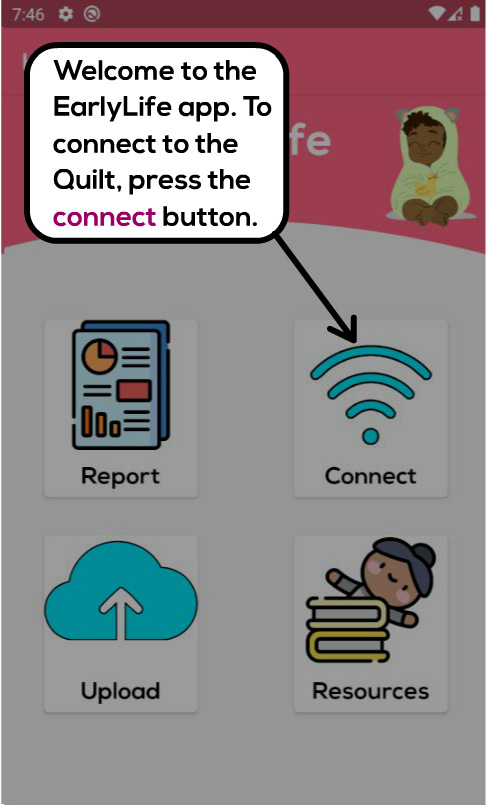 7:46
Welcome to the
EarlyLife app. To
connect to the
Quilt, press the
connect button.
fe
Report
Connect
Upload
Resources